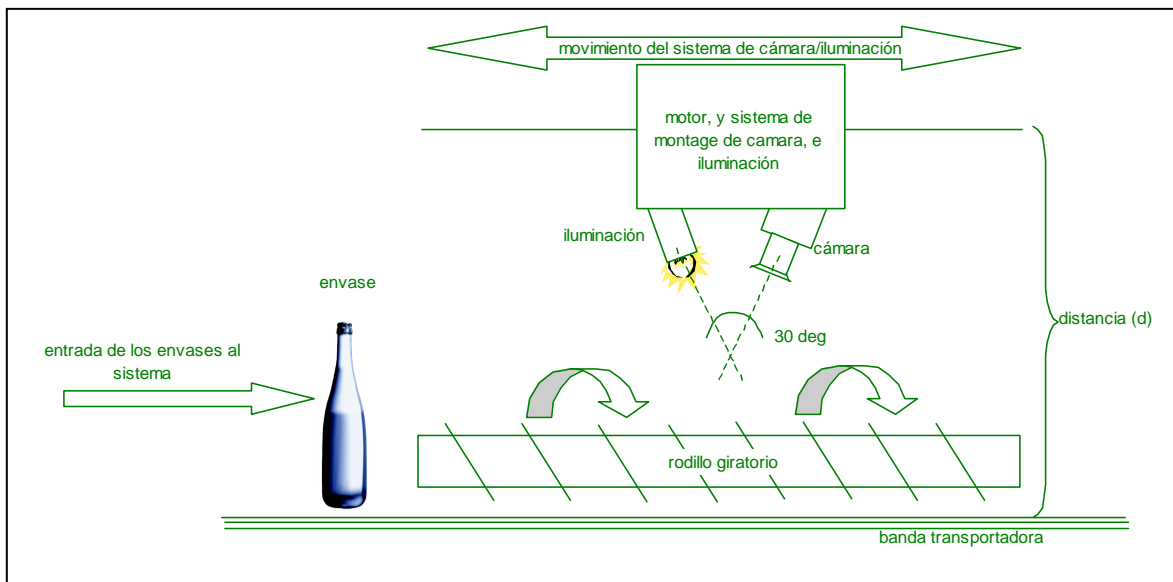 movimiento del sistema de cámara/iluminación
motor, y sistema de
montage de camara, e
iluminación
iluminación
cámara
envase
30 deg
distancia (d)
entrada de los envases al
sistema
rodillo giratorio
banda transportadora